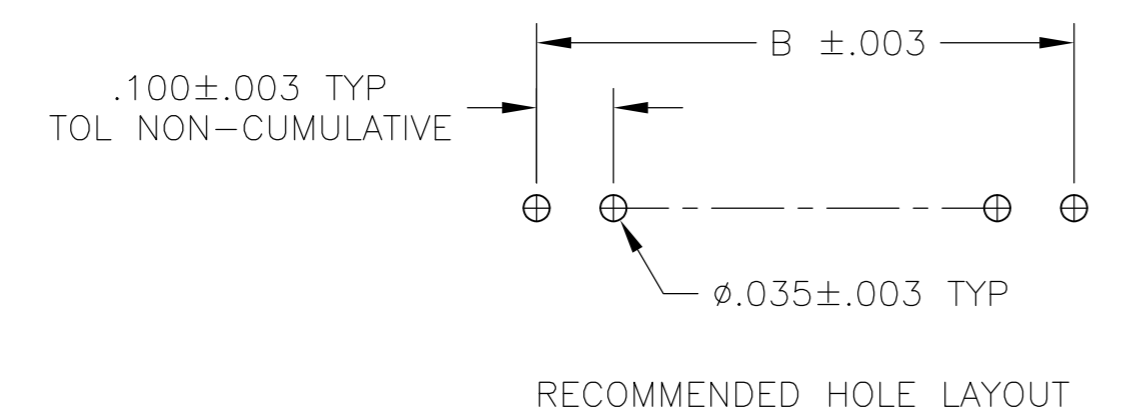 B ±.003
.100±.003 TYP
TOL NON-CUMULATIVE
ø.035±.003 TYP
RECOMMENDED HOLE LAYOUT